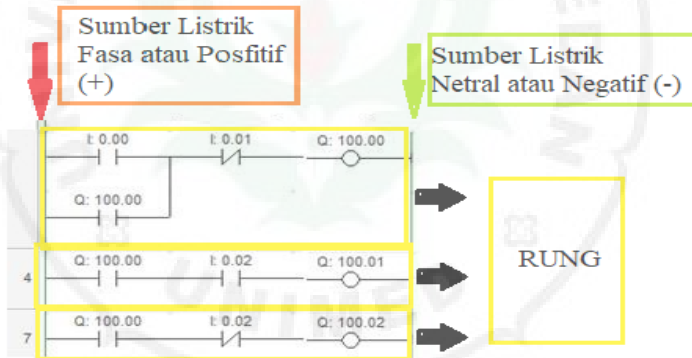 Sumber Listrik
Fasa atau Posfitif
(+)
Sumber Listrik
Netral atau Negatif (-)
I: 0.00 I: 0.01 Q: 100.00
Q: 100.00
RUNG
4 Q: 100.00 I: 0.02 Q: 100.01
7 Q: 100.00 I: 0.02 Q: 100.02
UNIMED